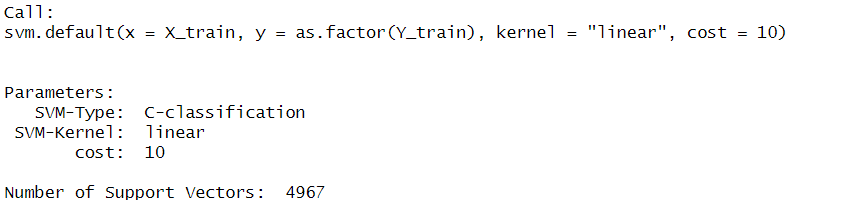 Call:
svm.default(x = X_train, y = as.factor(Y_train), kernel = "linear", cost = 10)
Parameters:
SVM-Type: C-classification
SVM-Kernel: linear
cost: 10
Number of Support Vectors: 4967